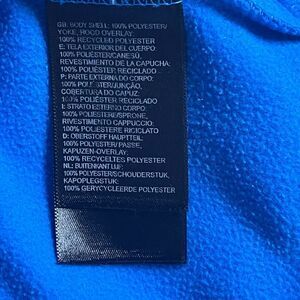 GB: BODY SHELL: 100% POLYESTER/
YOKE, HOOD OVERLAY:
100% RECYCLED POLYESTER
E: TELA EXTERIOR DEL CUERPO:
100% POLIÉSTER/CANESÚ,
REVESTIMENTO DE LA CAPUCHA:
100% POLIÉSTER RECICLADO
P: PARTE EXTERNA DO CORPO:
100% POLIÉSTER/JUNÇÃO,
COBERTURA DO CAPUZ:
100% POLIÉSTER RECICLADO
I: STRATO ESTERNO CORPO:
100% POLIESTERE/SPRONE,
RIVESTIMENTO CAPPUCCIO:
100% POLIESTERE RICICLATO
D: OBERSTOFF HAUPTTEIL:
100% POLYESTER/ PASSE,
KAPUZEN-OVERLAY:
100% RECYCELTES POLYESTER
NL: BUITENKANT LIJF:
100% POLYESTER/SCHOUDERSTUK,
KAPOPLEGSTUK:
100% GERYCYCLEERDE POLYESTER